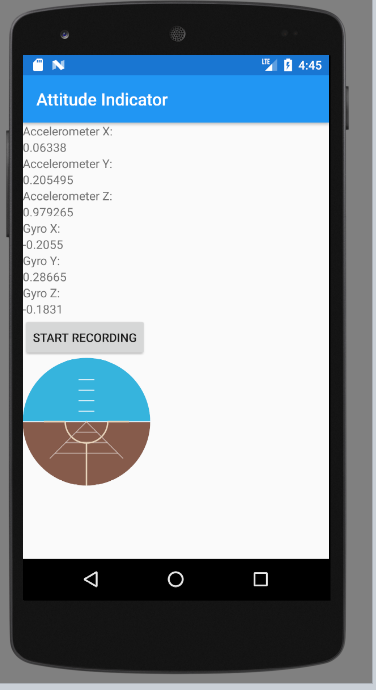 LTE 4:45
Attitude Indicator
Accelerometer X:
0.06338
Accelerometer Y:
0.205495
Accelerometer Z:
0.979265
Gyro X:
-0.2055
Gyro Y:
0.28665
Gyro Z:
-0.1831
START RECORDING